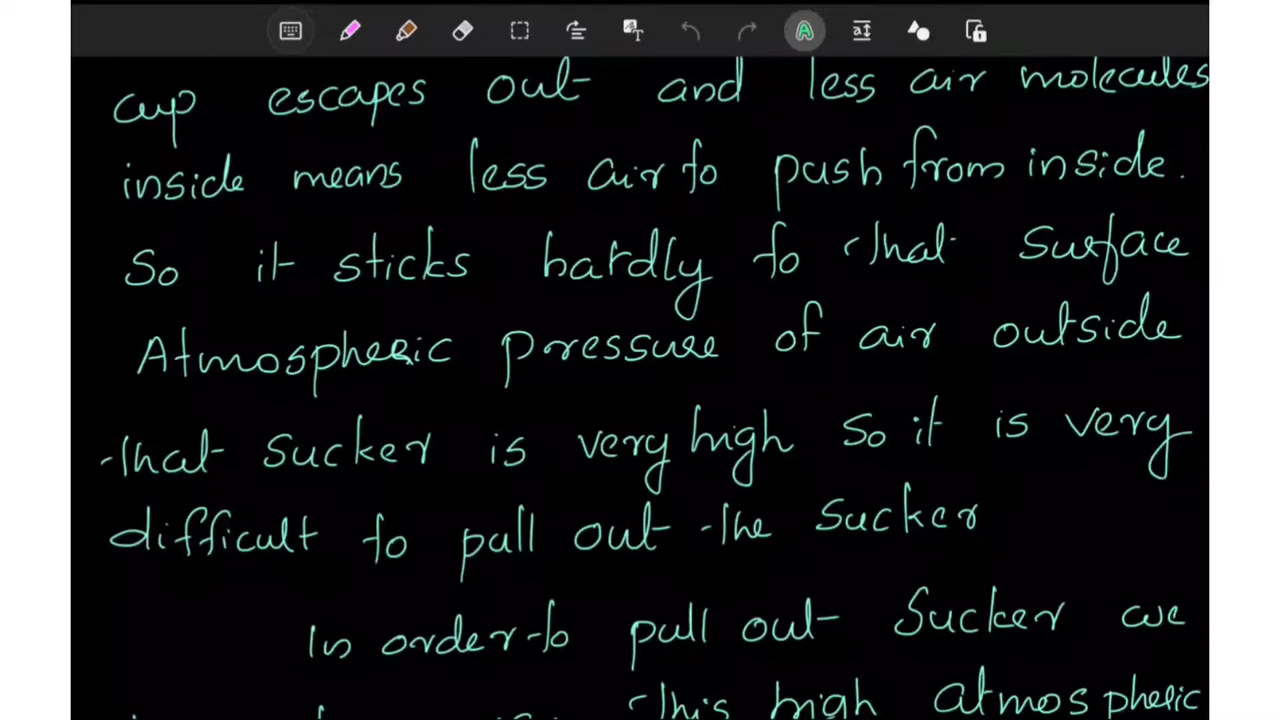 cup escapes out and less air molecules
inside means less air to push from inside.
So it sticks hardly to that surface
Atmospheric pressure of air outside
that sucker is very high so it is very
difficult to pull out the sucker
In order to pull out sucker we
this high atmospheric